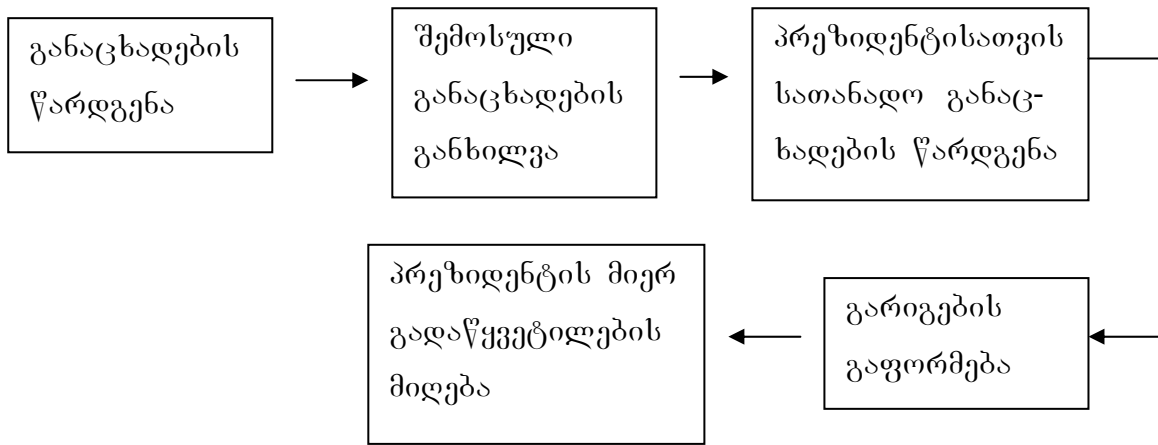 განაცხადების
წარდგენა
შემოსული
განაცხადების
განხილვა
პრეზიდენტისათვის
სათანადო განაც-
ხადების წარდგენა
გარიგების
გაფორმება
პრეზიდენტის მიერ
გადაწყვეტილების
მიღება